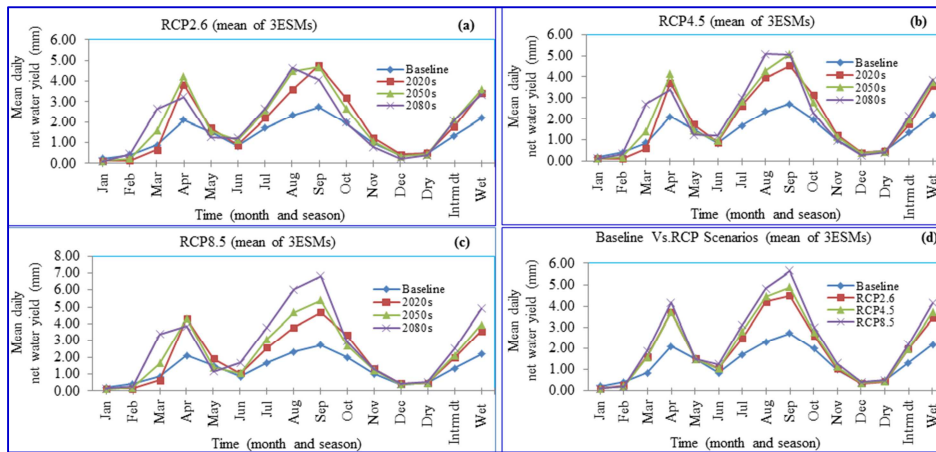 RCP2.6 (mean of 3ESMs)
(a)
Mean daily
net water yield (mm)
6.00
5.00
4.00
3.00
2.00
1.00
0.00
Baseline
2020s
2050s
2080s
Jan
Feb
Mar
Apr
May
Jun
Jul
Aug
Sep
Oct
Nov
Dec
Dry
Intrmdt
Wet
Time (month and season)
RCP4.5 (mean of 3ESMs)
(b)
Mean daily
net water yield (mm)
6.00
5.00
4.00
3.00
2.00
1.00
0.00
Baseline
2020s
2050s
2080s
Jan
Feb
Mar
Apr
May
Jun
Jul
Aug
Sep
Oct
Nov
Dec
Dry
Intrmdt
Wet
Time (month and season)
RCP8.5 (mean of 3ESMs)
(c)
Mean daily
net water yield (mm)
8.00
7.00
6.00
5.00
4.00
3.00
2.00
1.00
0.00
Baseline
2020s
2050s
2080s
Jan
Feb
Mar
Apr
May
Jun
Jul
Aug
Sep
Oct
Nov
Dec
Dry
Intrmdt
Wet
Time (month and season)
Baseline Vs.RCP Scenarios (mean of 3ESMs)
(d)
Mean daily
net water yield (mm)
6.00
5.00
4.00
3.00
2.00
1.00
0.00
Baseline
RCP2.6
RCP4.5
RCP8.5
Jan
Feb
Mar
Apr
May
Jun
Jul
Aug
Sep
Oct
Nov
Dec
Dry
Intrmdt
Wet
Time (month and season)